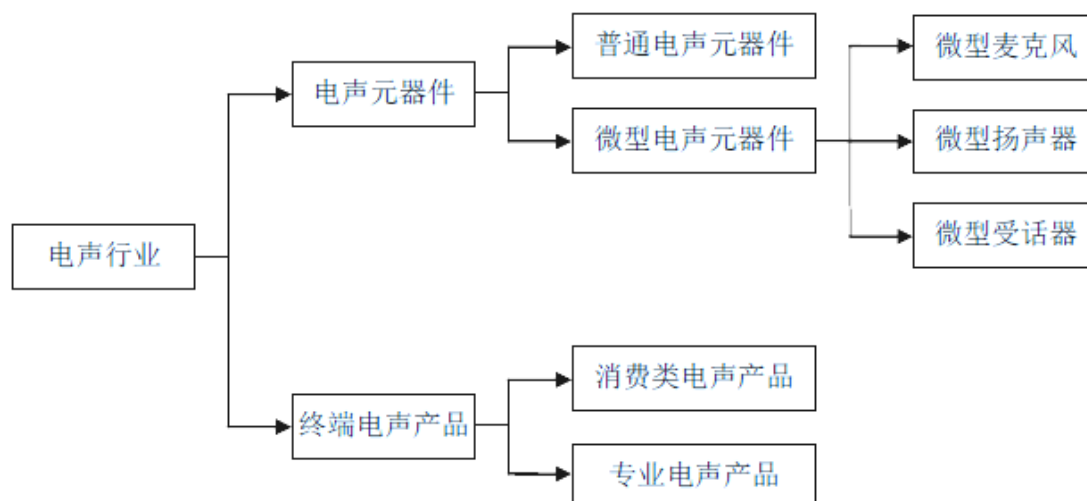 电声行业
电声元器件
普通电声元器件
微型电声元器件
微型麦克风
微型扬声器
微型受话器
终端电声产品
消费类电声产品
专业电声产品